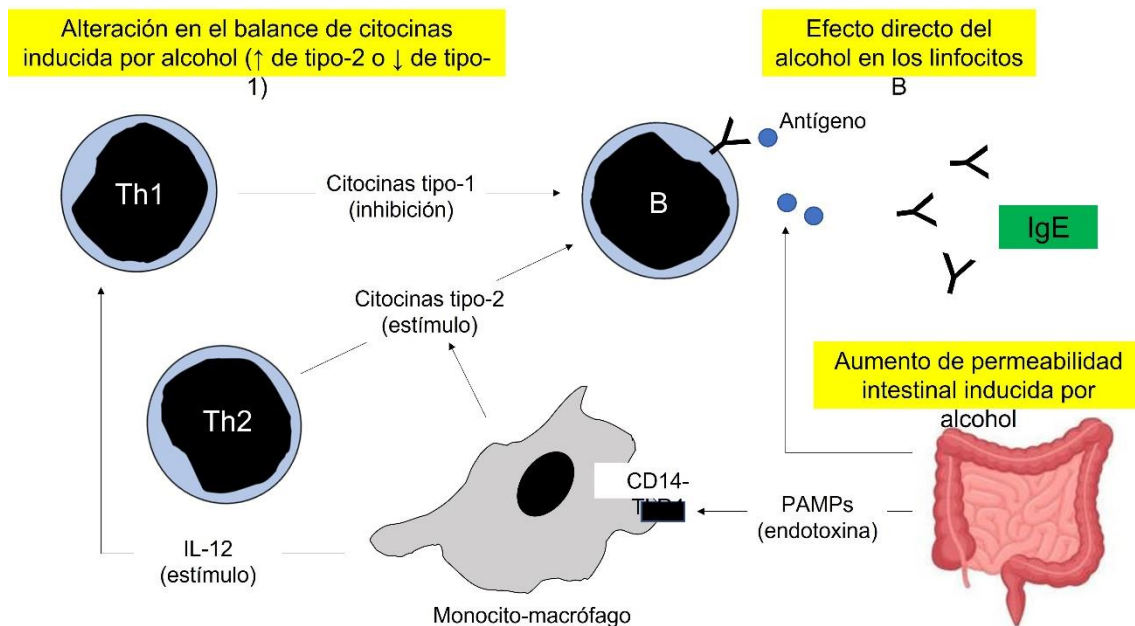 Alteración en el balance de citocinas
inducida por alcohol (↑ de tipo-2 o ↓ de tipo-
1)
Efecto directo del
alcohol en los linfocitos
B
Antígeno
Th1
Citocinas tipo-1
(inhibición)
B
IgE
Citocinas tipo-2
(estímulo)
Th2
Aumento de permeabilidad
intestinal inducida por
alcohol
CD14-
PAMPs
(endotoxina)
IL-12
(estímulo)
Monocito-macrófago